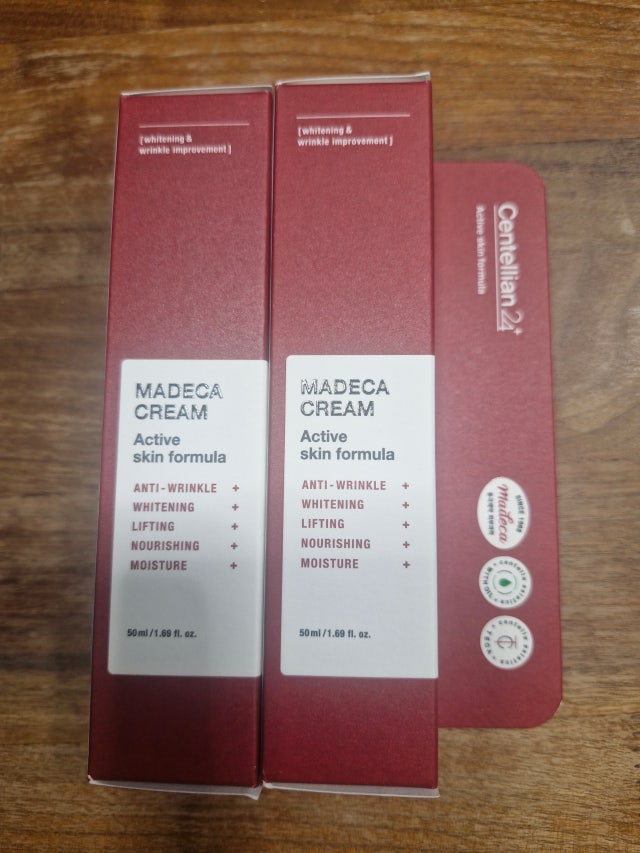 [whitening &
wrinkle improvement]
MADECA
CREAM
Active
skin formula
ANTI-WRINKLE +
WHITENING +
LIFTING +
NOURISHING +
MOISTURE +
50ml / 1.69 fl. oz.
[whitening &
wrinkle improvement]
MADECA
CREAM
Active
skin formula
ANTI-WRINKLE +
WHITENING +
LIFTING +
NOURISHING +
MOISTURE +
50ml / 1.69 fl. oz.
Centellian24+
Active skin formula
Madeca